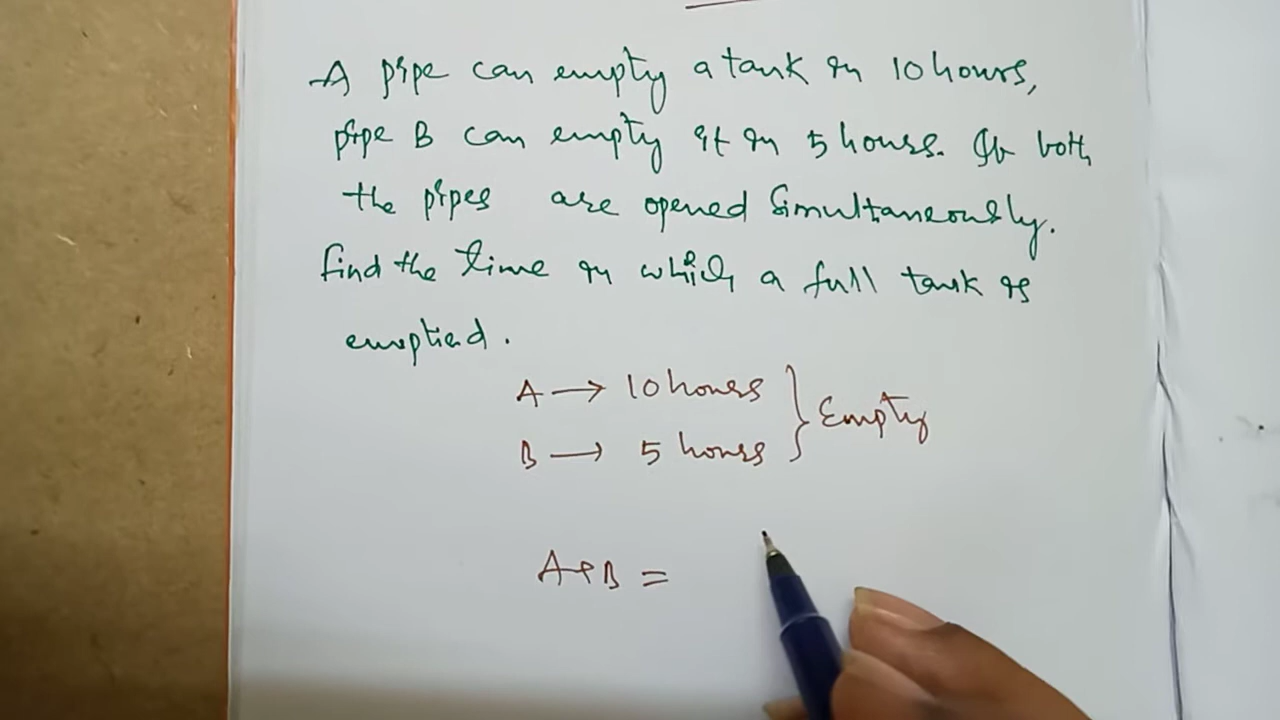 A pipe can empty a tank in 10 hours,
pipe B can empty it in 5 hours. If both
the pipes are opened Simultaneously.
find the time in which a full tank is
emptied.
A → 10 hours
B → 5 hours } Empty
A+B =